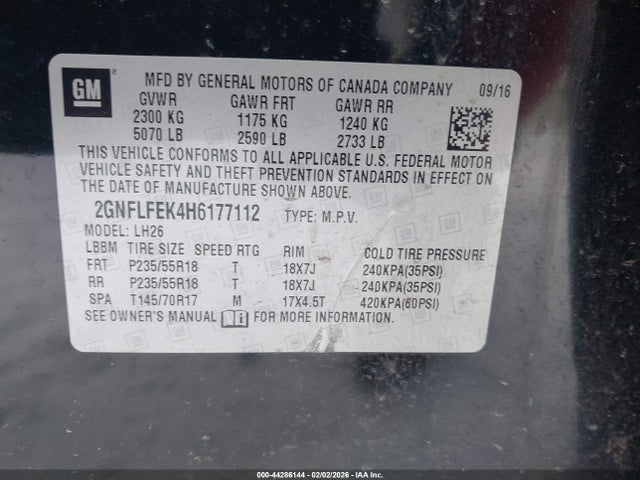 GM
MFD BY GENERAL MOTORS OF CANADA COMPANY 09/16
GVWR GAWR FRT GAWR RR
2300 KG 1175 KG 1240 KG
5070 LB 2590 LB 2733 LB
THIS VEHICLE CONFORMS TO ALL APPLICABLE U.S. FEDERAL MOTOR
VEHICLE SAFETY AND THEFT PREVENTION STANDARDS IN EFFECT ON
THE DATE OF MANUFACTURE SHOWN ABOVE.
2GNFLFEK4H6177112 TYPE: M.P.V.
MODEL: LH26
LBBM TIRE SIZE SPEED RTG RIM COLD TIRE PRESSURE
FRT P235/55R18 T 18X7J 240KPA(35PSI)
RR P235/55R18 T 18X7J 240KPA(35PSI)
SPA T145/70R17 M 17X4.5T 420KPA(60PSI)
SEE OWNER'S MANUAL FOR MORE INFORMATION.
000-44286144 - 02/02/2026 - IAA Inc.